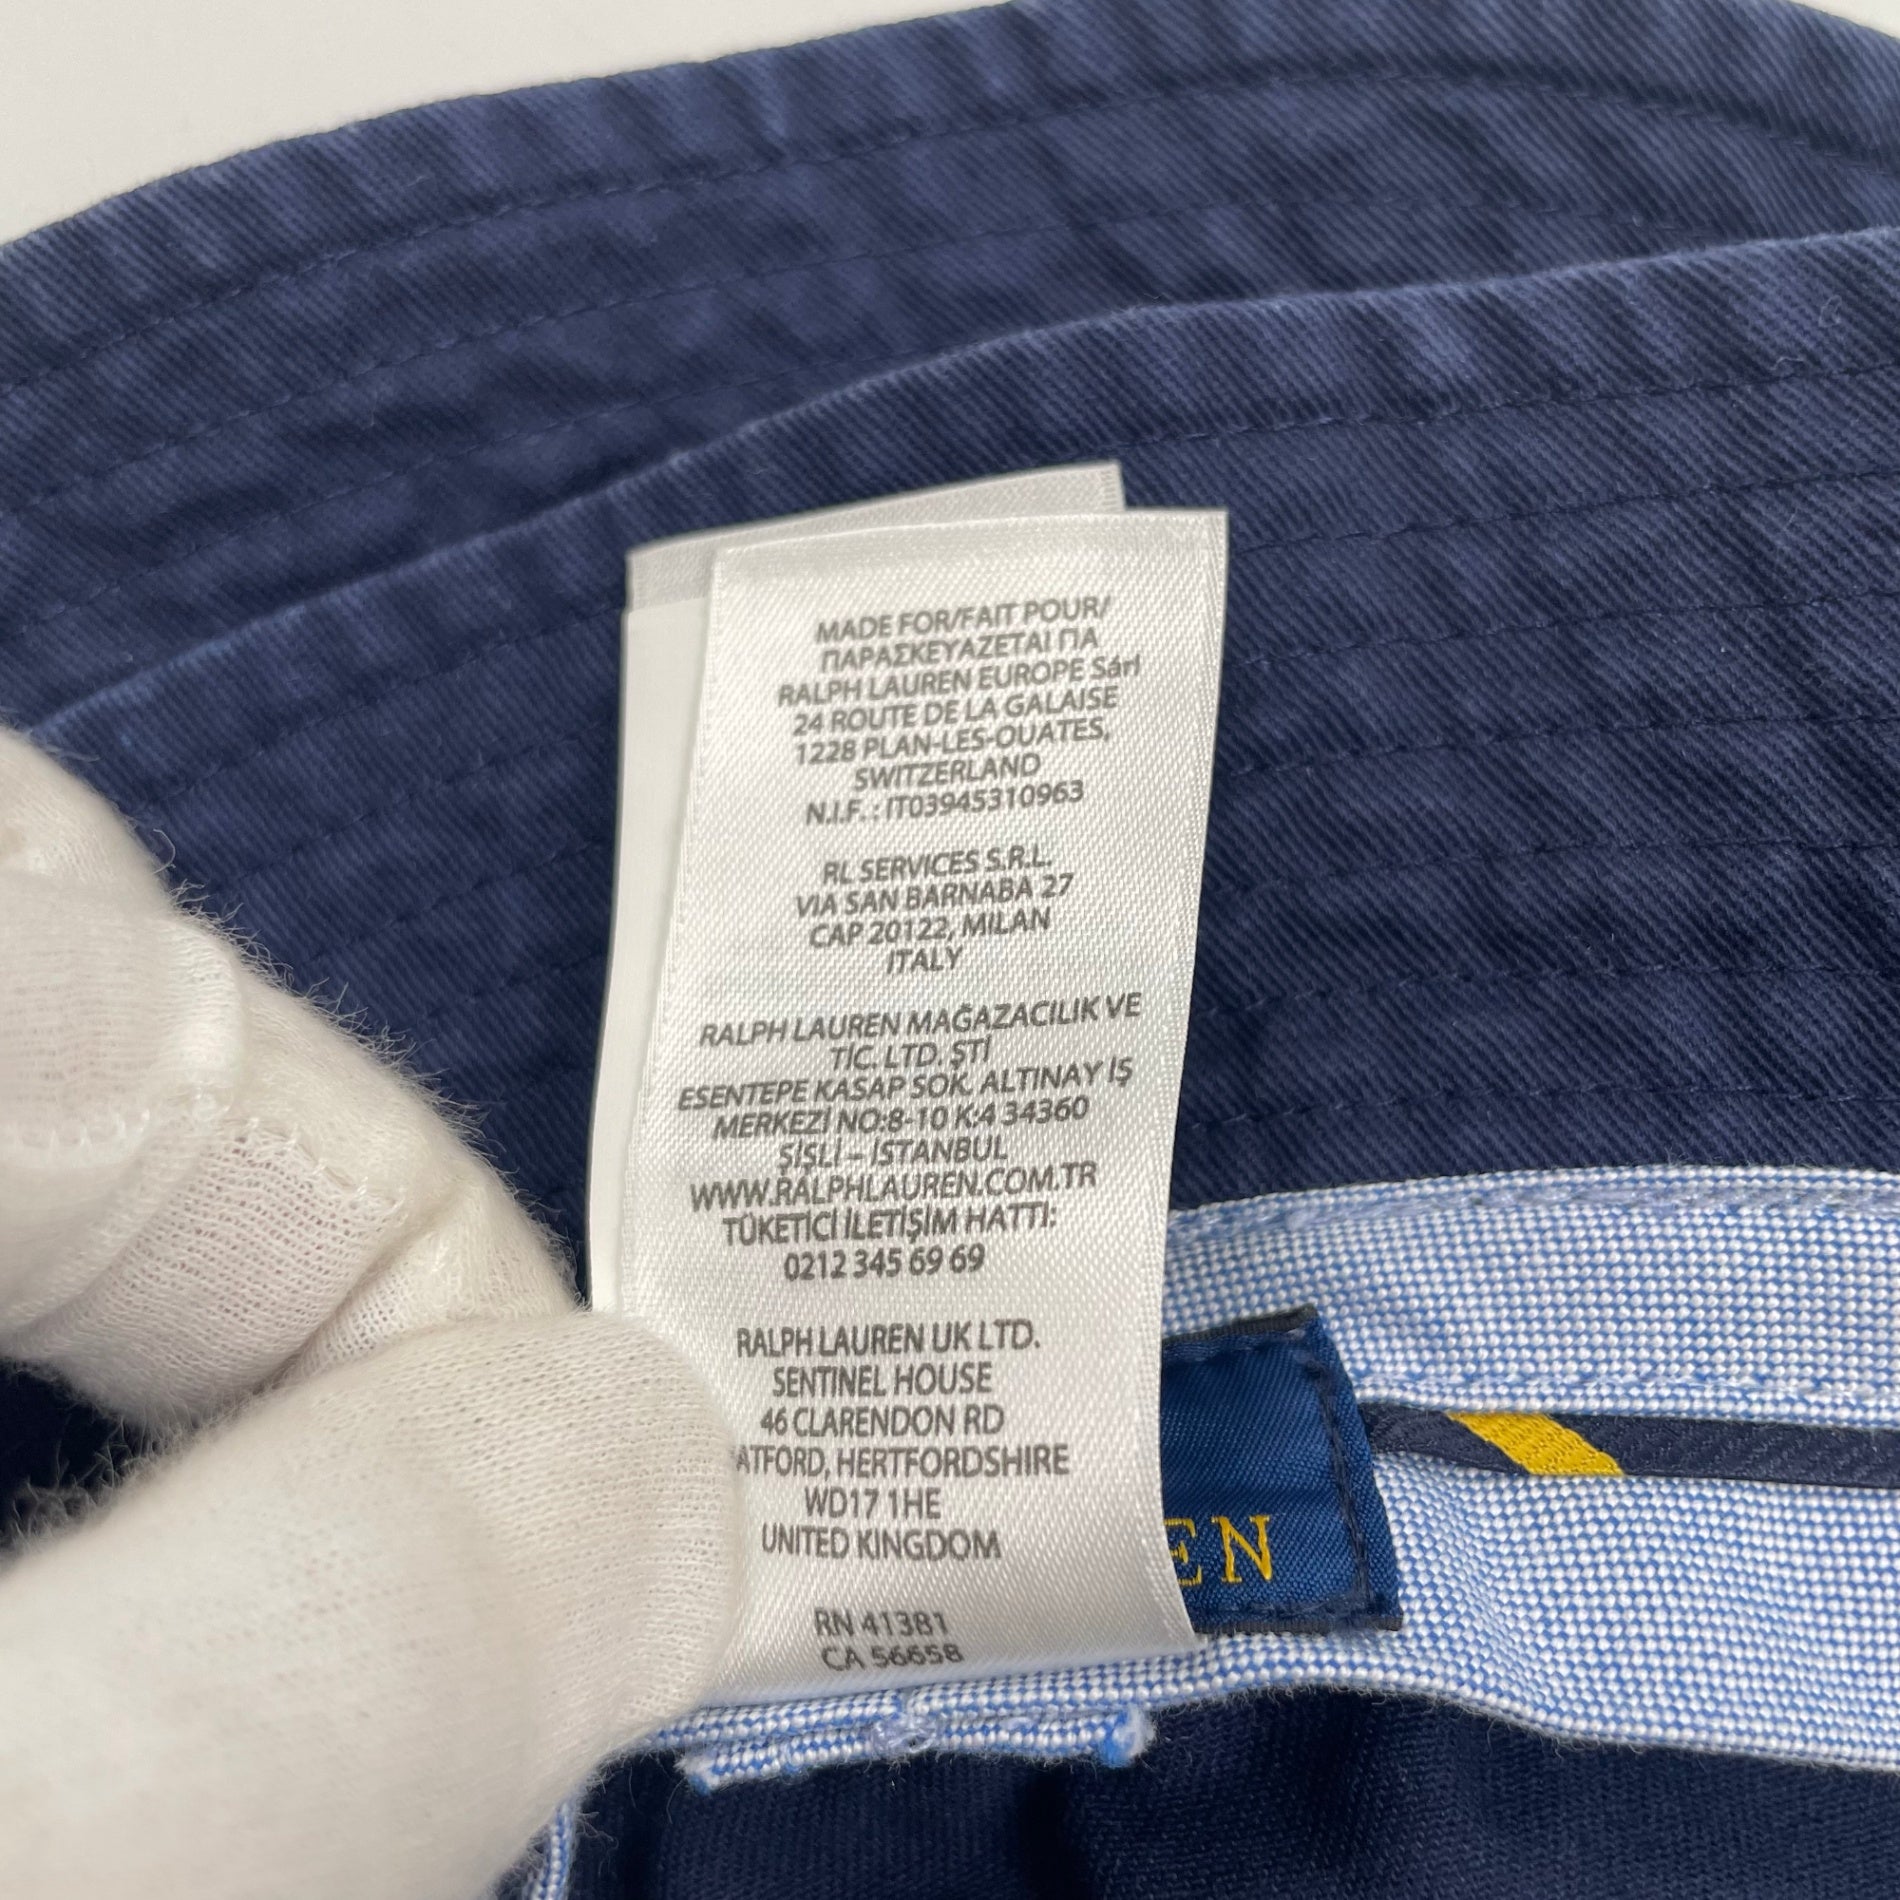 MADE FOR/FAIT POUR/
ΠΑΡΑΣΚΕΥΑΖΕΤΑΙ ΓΙΑ
RALPH LAUREN EUROPE Sárl
24 ROUTE DE LA GALAISE
1228 PLAN-LES-OUATES,
SWITZERLAND
N.I.F. : IT03945310963
RL SERVICES S.R.L.
VIA SAN BARNABA 27
CAP 20122, MILAN
ITALY
RALPH LAUREN MAĞAZACILIK VE
TİC. LTD. ŞTİ
ESENTEPE KASAP SOK. ALTINAY İŞ
MERKEZİ NO:8-10 K:4 34360
ŞİŞLİ – İSTANBUL
WWW.RALPHLAUREN.COM.TR
TÜKETİCİ İLETİŞİM HATTI:
0212 345 69 69
RALPH LAUREN UK LTD.
SENTINEL HOUSE
46 CLARENDON RD
ATFORD, HERTFORDSHIRE
WD17 1HE
UNITED KINGDOM
RN 41381
CA 56658
EN